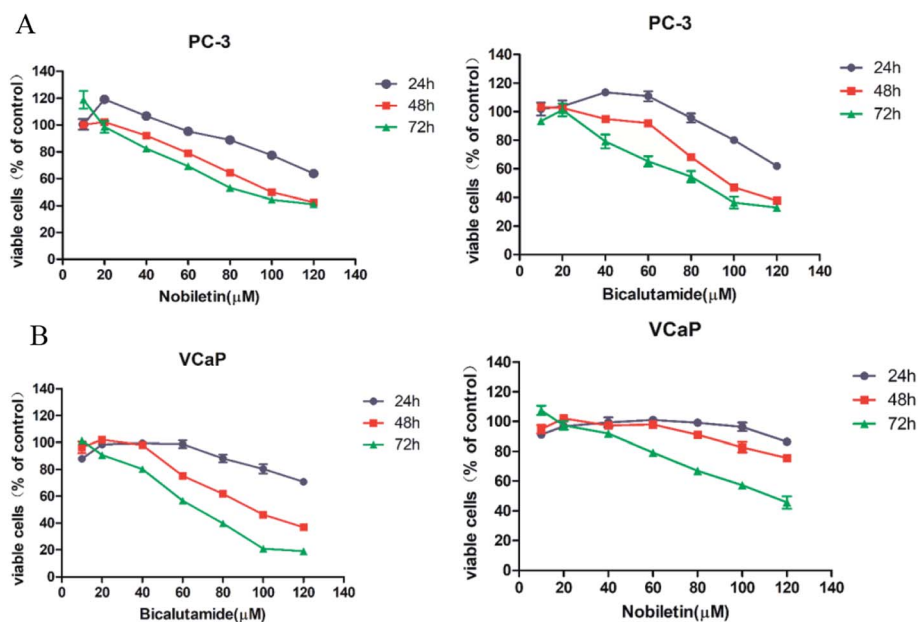 A
PC-3
viable cells (% of control)
140
120
100
80
60
40
20
0
0 20 40 60 80 100 120 140
Nobiletin(μM)
24h
48h
72h
PC-3
viable cells (% of control)
140
120
100
80
60
40
20
0
0 20 40 60 80 100 120 140
Bicalutamide(μM)
24h
48h
72h
B
VCaP
viable cells (% of control)
140
120
100
80
60
40
20
0
0 20 40 60 80 100 120 140
Bicalutamide(μM)
24h
48h
72h
VCaP
viable cells (% of control)
140
120
100
80
60
40
20
0
0 20 40 60 80 100 120 140
Nobiletin(μM)
24h
48h
72h